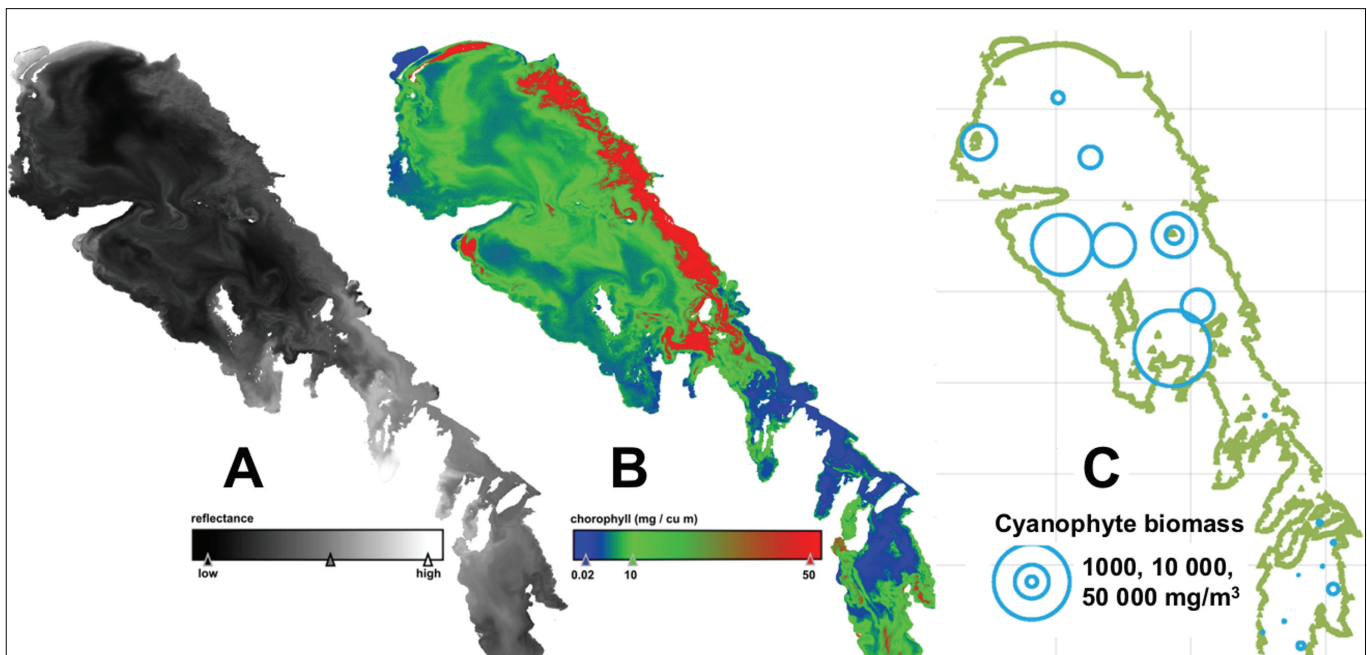 A
B
C
reflectance
low
high
chorophyll (mg / cu m)
0.02
10
50
Cyanophyte biomass
1000, 10 000,
50 000 mg/m³